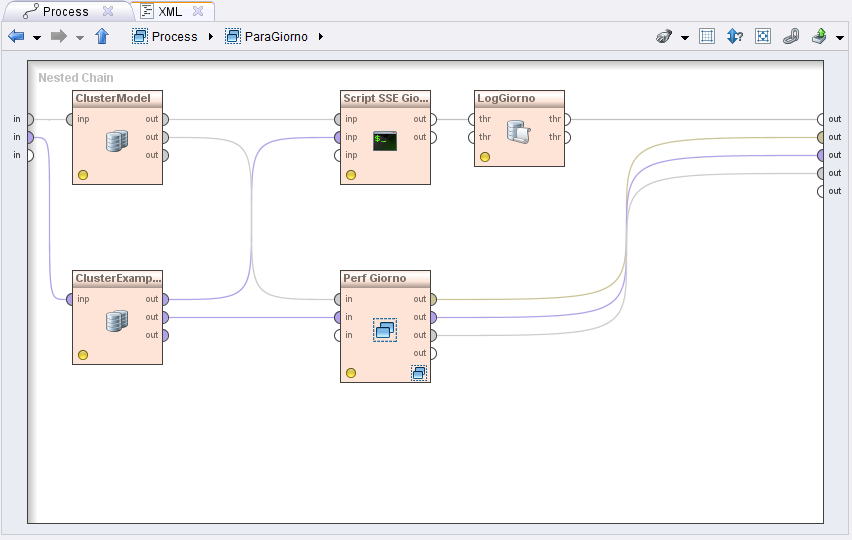 Process
XML
Process
ParaGiorno
Nested Chain
in
in
in
ClusterModel
inp
out
out
out
Script SSE Gio...
inp
out
inp
out
inp
$_
LogGiorno
thr
thr
thr
thr
out
out
out
out
out
ClusterExamp...
inp
out
out
out
Perf Giorno
in
out
in
out
in
out
out